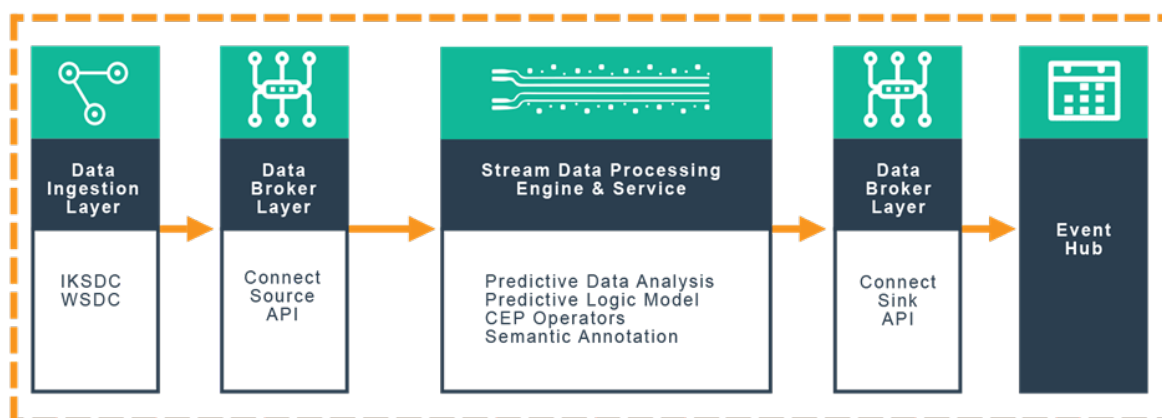 Data
Ingestion
Layer
IKSDC
WSDC
Data
Broker
Layer
Connect
Source
API
Stream Data Processing
Engine & Service
Predictive Data Analysis
Predictive Logic Model
CEP Operators
Semantic Annotation
Data
Broker
Layer
Connect
Sink
API
Event
Hub